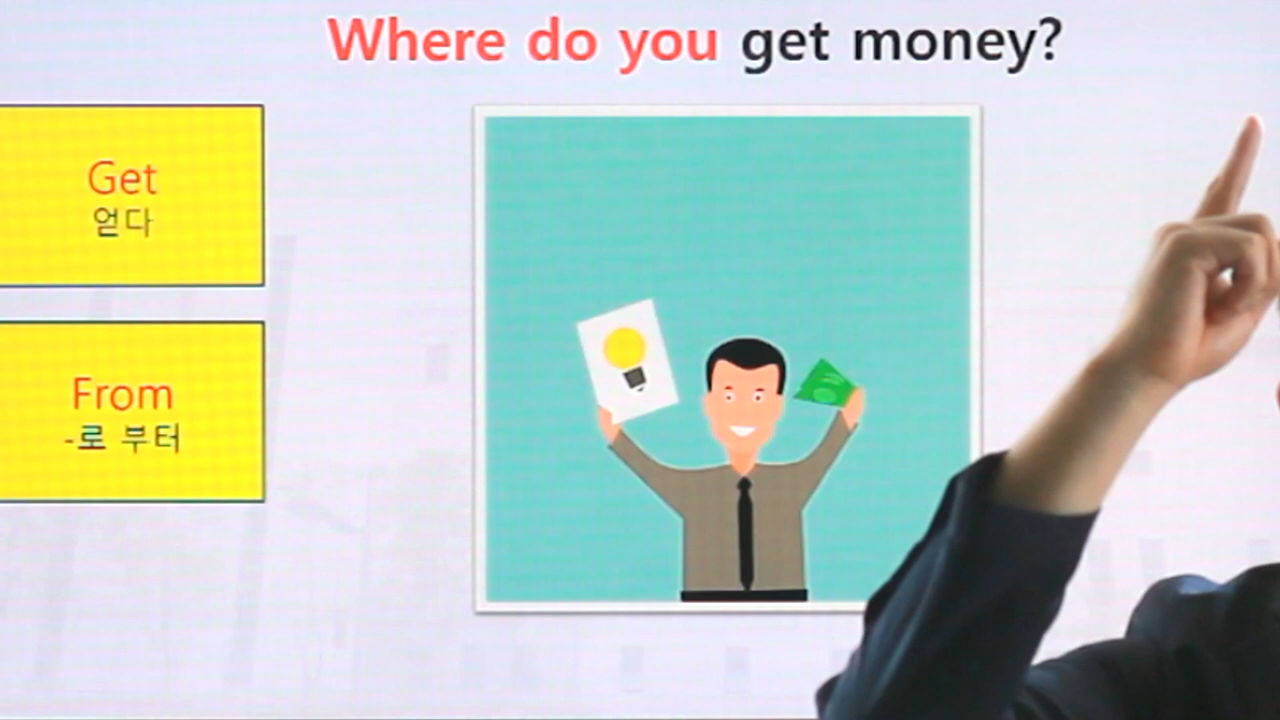 Where do you get money?
Get
얻다
From
-로 부터